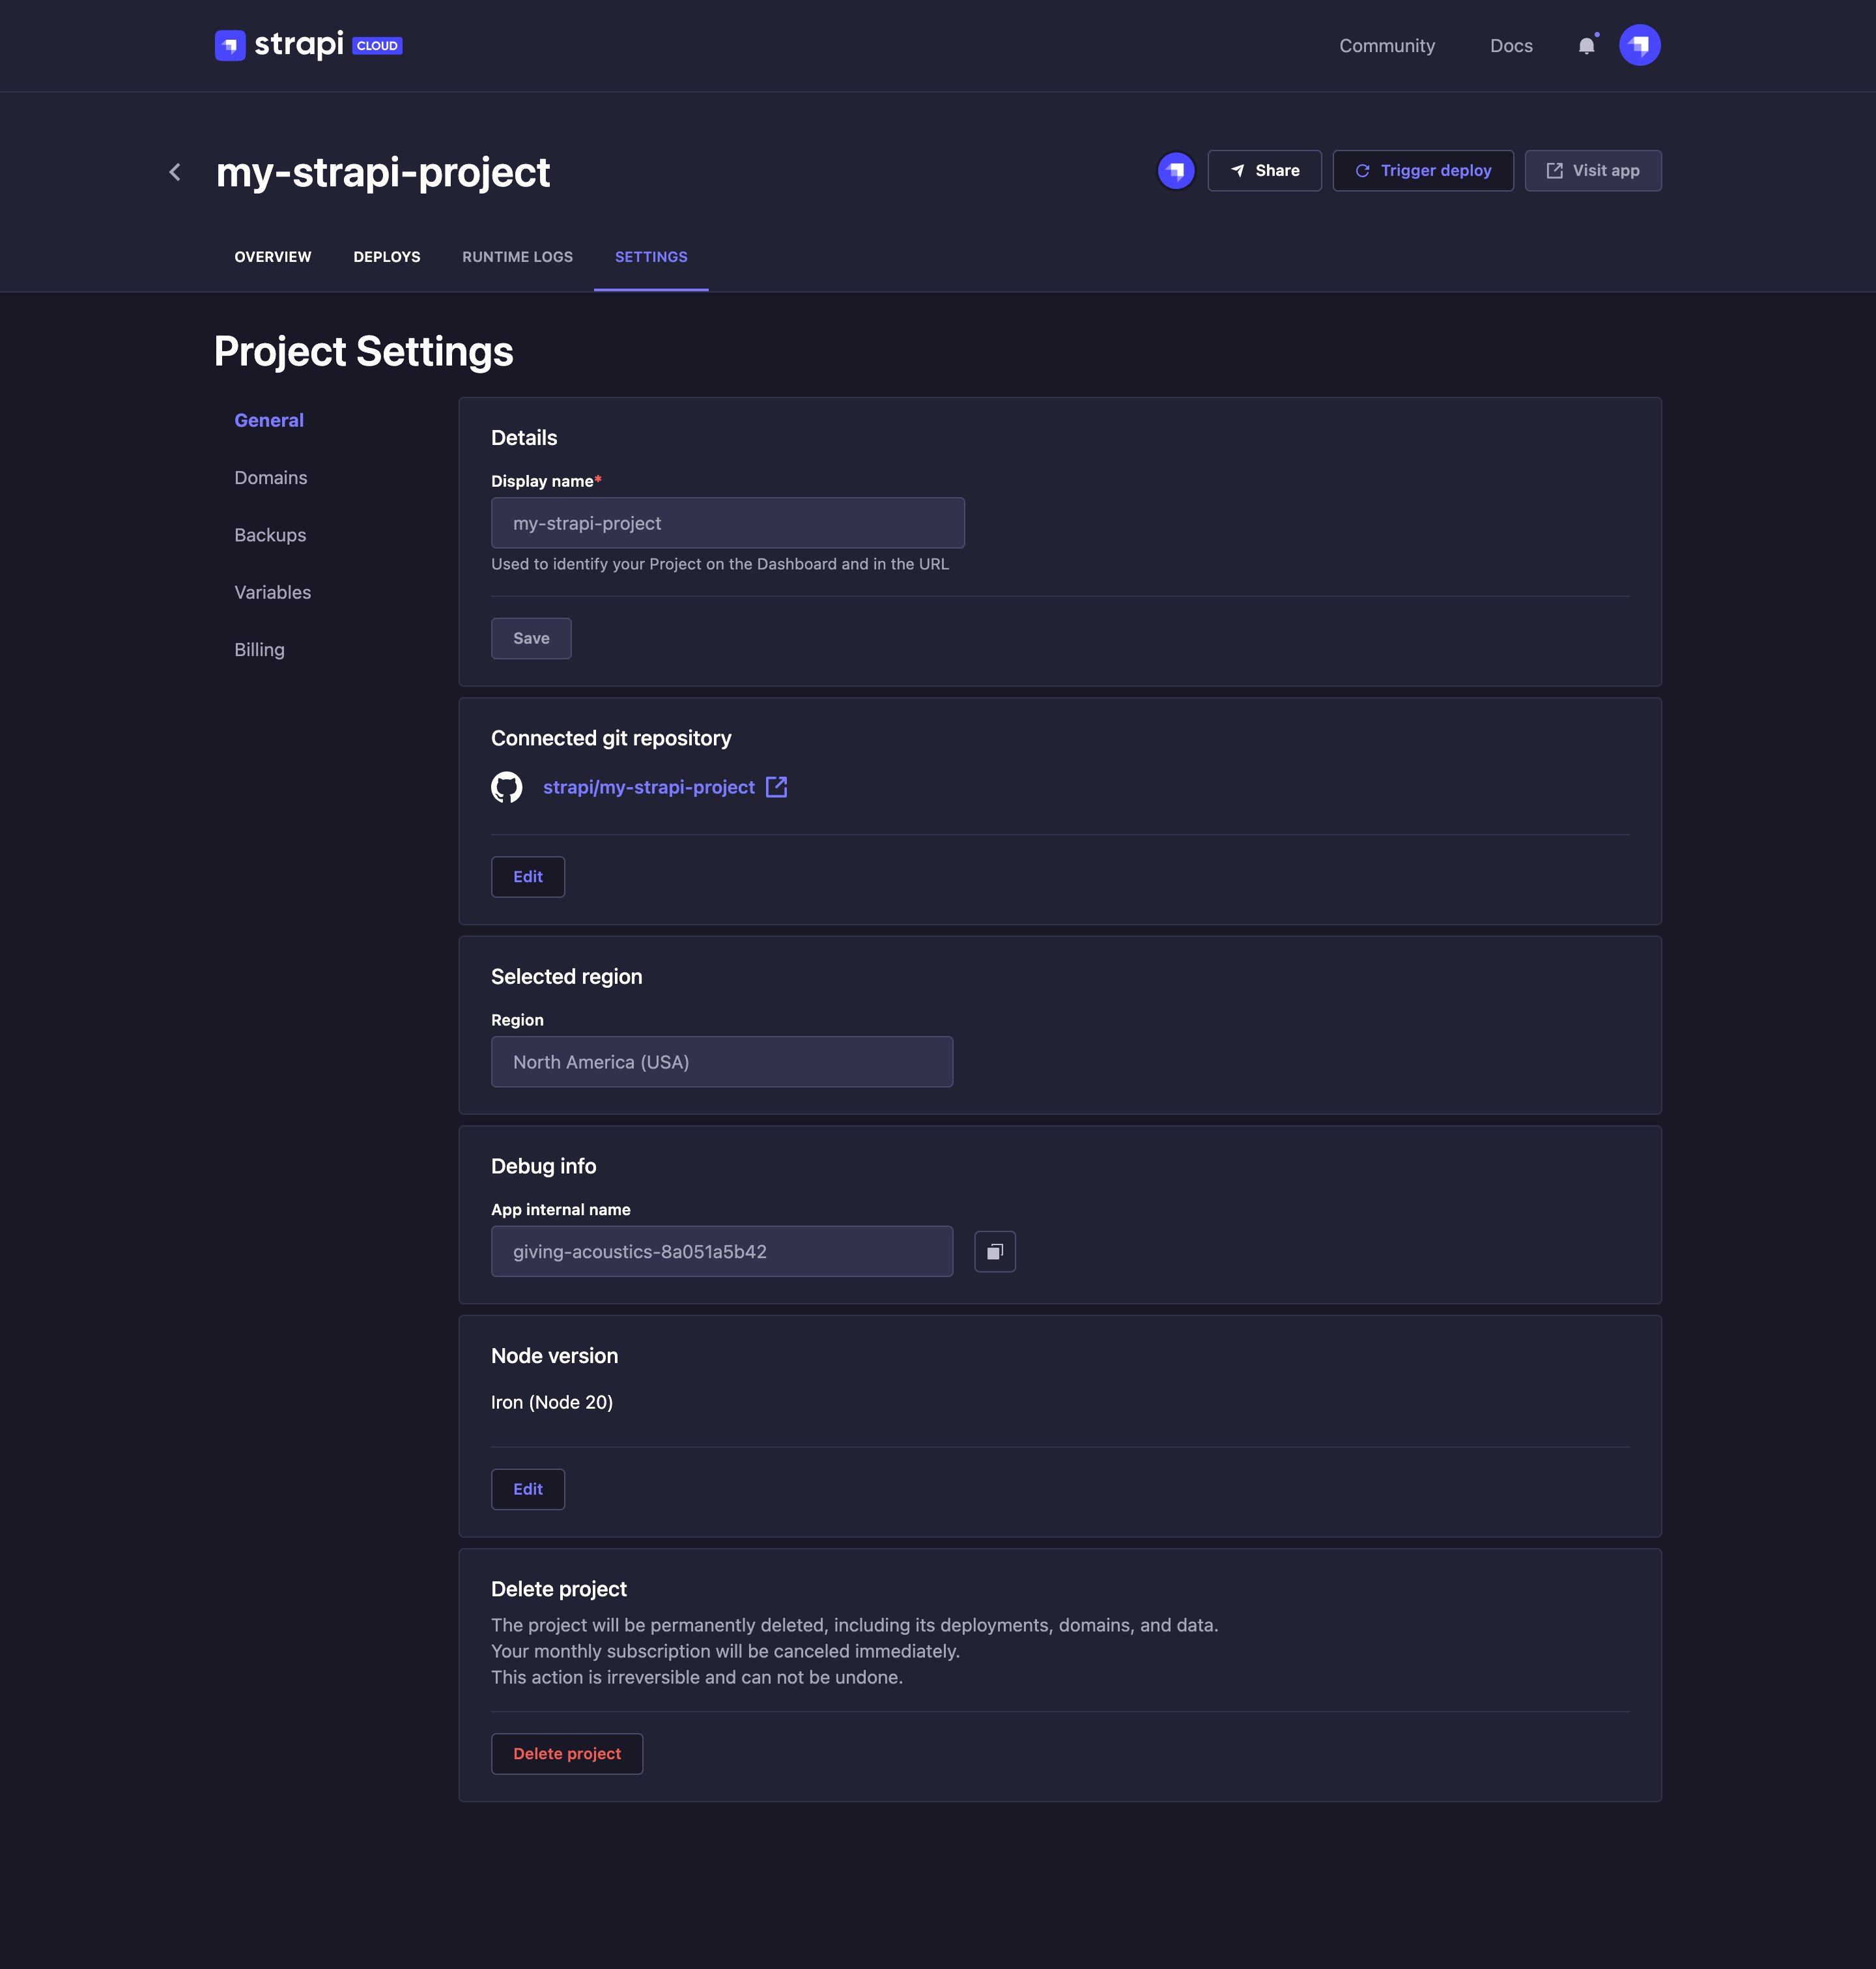 strapi CLOUD
Community
Docs
my-strapi-project
Share
Trigger deploy
Visit app
OVERVIEW
DEPLOYS
RUNTIME LOGS
SETTINGS
Project Settings
General
Domains
Backups
Variables
Billing
Details
Display name*
my-strapi-project
Used to identify your Project on the Dashboard and in the URL
Save
Connected git repository
strapi/my-strapi-project
Edit
Selected region
Region
North America (USA)
Debug info
App internal name
giving-acoustics-8a051a5b42
Node version
Iron (Node 20)
Edit
Delete project
The project will be permanently deleted, including its deployments, domains, and data.
Your monthly subscription will be canceled immediately.
This action is irreversible and can not be undone.
Delete project